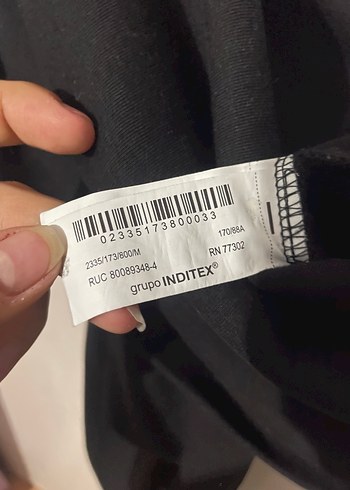 02335173800033
2335/173/800/M 170/88A
RUC 80089348-4 RN 77302
grupo INDITEX®